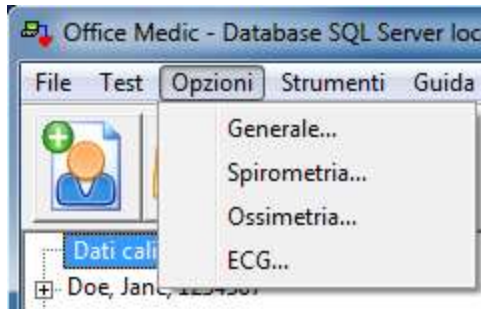 Office Medic - Database SQL Server loc
File Test Opzioni Strumenti Guida
Generale...
Spirometria...
Ossimetria...
ECG...
Dati cali
Doe, Jane,